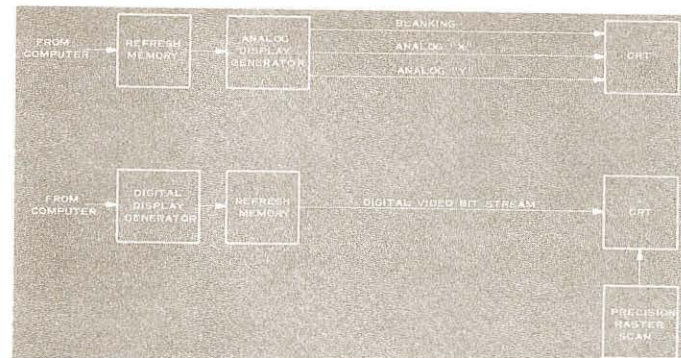 BLANKING
FROM
COMPUTER
REFRESH
MEMORY
ANALOG
DISPLAY
GENERATOR
ANALOG "X"
CRT
ANALOG "Y"
FROM
COMPUTER
DIGITAL
DISPLAY
GENERATOR
REFRESH
MEMORY
DIGITAL VIDEO BIT STREAM
CRT
PRECISION
RASTER
SCAN